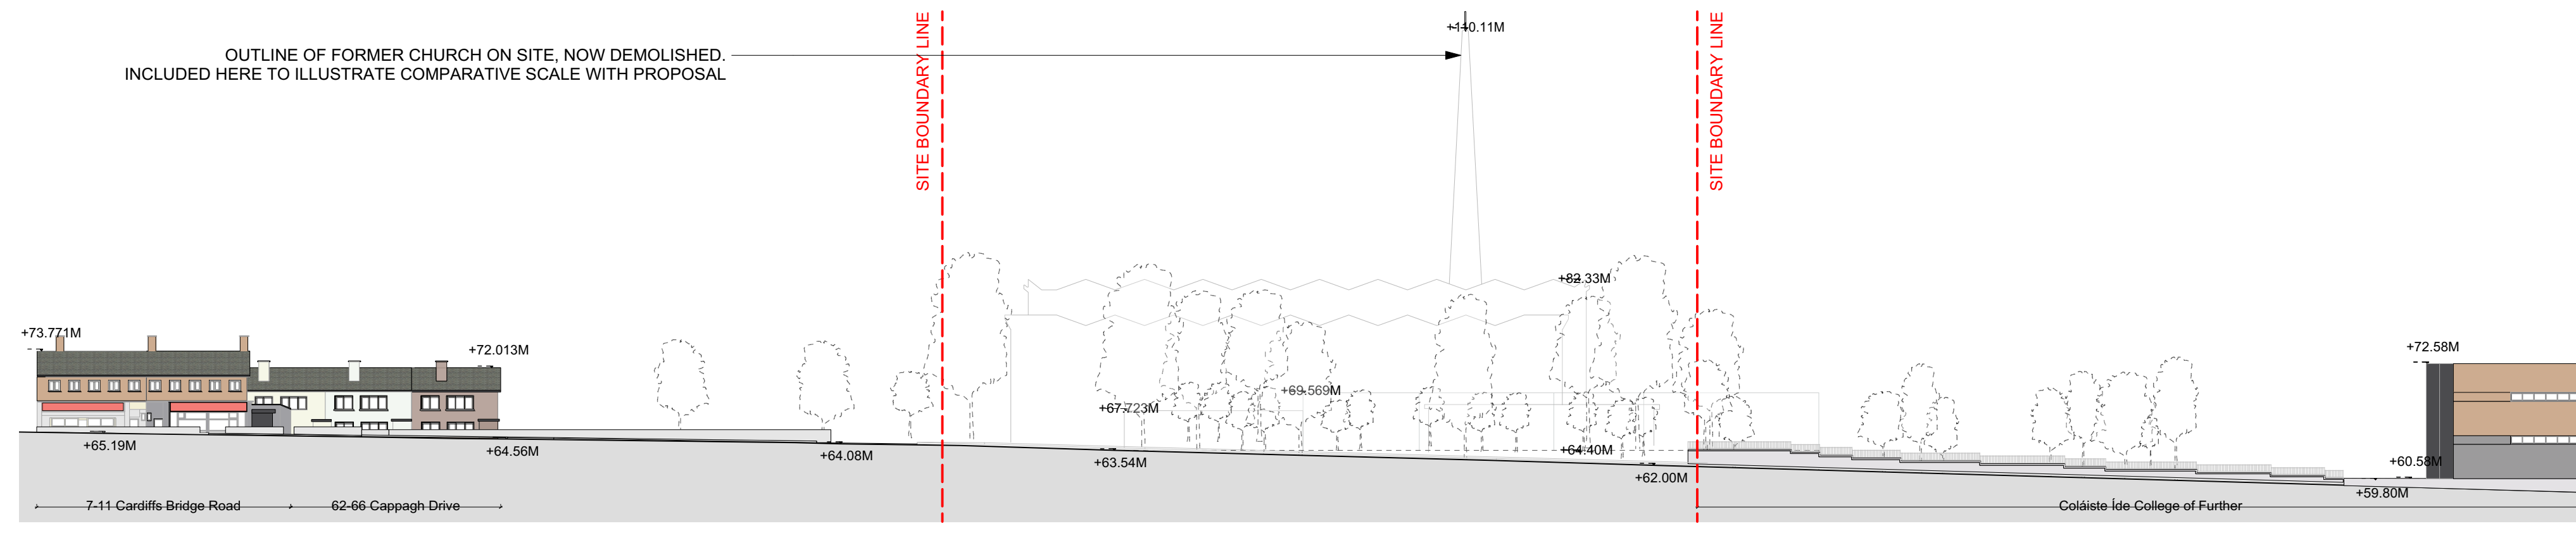 OUTLINE OF FORMER CHURCH ON SITE, NOW DEMOLISHED.
INCLUDED HERE TO ILLUSTRATE COMPARATIVE SCALE WITH PROPOSAL
SITE BOUNDARY LINE
+110.11M
SITE BOUNDARY LINE
+82.33M
+73.771M
+72.013M
+72.58M
+69.569M
+67.723M
+65.19M
+64.56M
+64.08M
+63.54M
+64.40M
+62.00M
+60.58M
+59.80M
7-11 Cardiffs Bridge Road
62-66 Cappagh Drive
Coláiste Íde College of Further